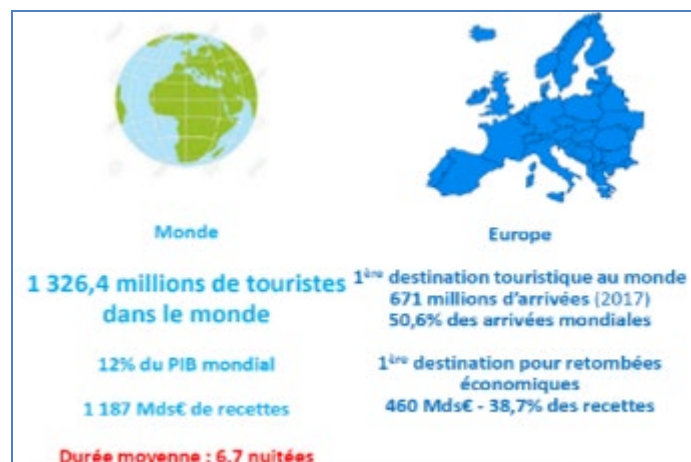 Monde
1 326,4 millions de touristes
dans le monde
12% du PIB mondial
1 187 Mds€ de recettes
Durée moyenne : 6,7 nuitées
Europe
1ère destination touristique au monde
671 millions d'arrivées (2017)
50,6% des arrivées mondiales
1ère destination pour retombées
économiques
460 Mds€ - 38,7% des recettes